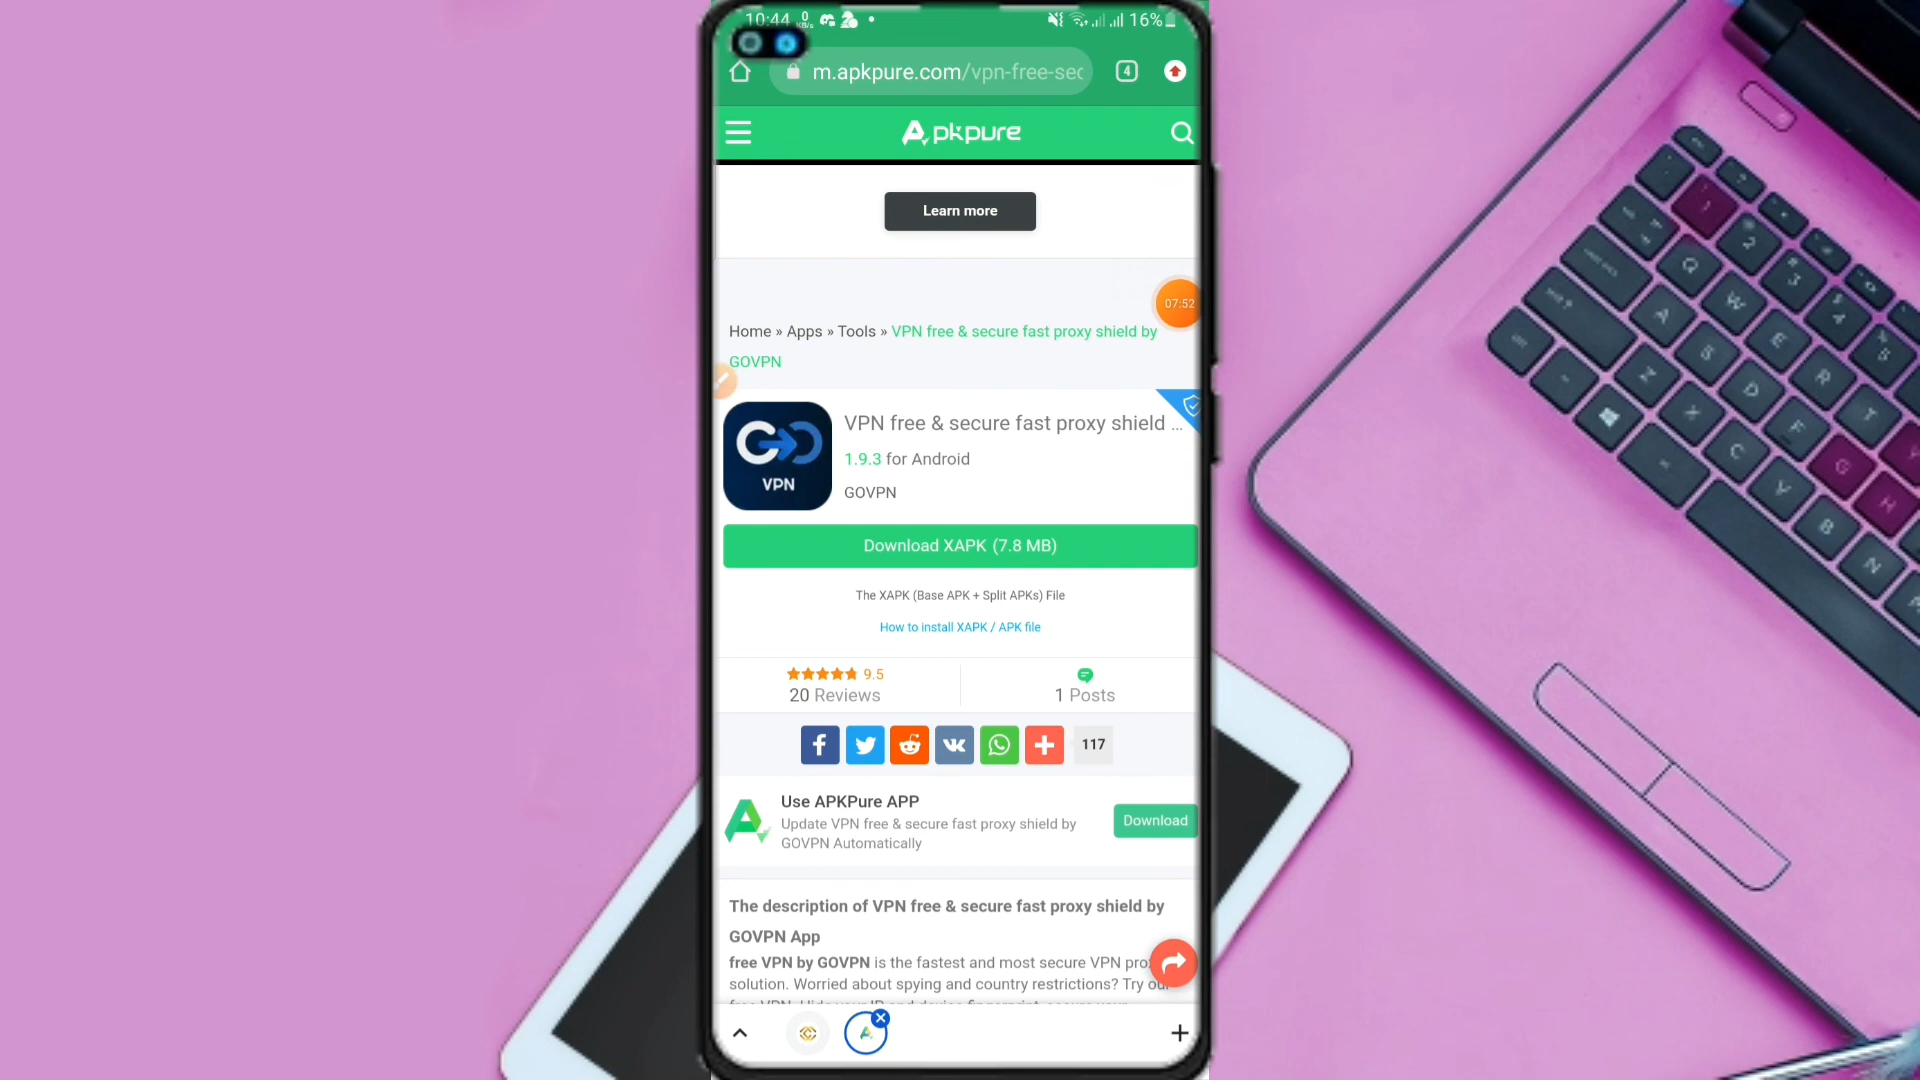 10:44 0 KB/s 16%
m.apkpure.com/vpn-free-sec 4
Apkpure
Learn more
07:52
Home » Apps » Tools » VPN free & secure fast proxy shield by
GOVPN
VPN free & secure fast proxy shield ...
1.9.3 for Android
GOVPN
VPN
Download XAPK (7.8 MB)
The XAPK (Base APK + Split APKs) File
How to install XAPK / APK file
9.5
20 Reviews
1 Posts
117
Use APKPure APP
Update VPN free & secure fast proxy shield by
GOVPN Automatically
Download
The description of VPN free & secure fast proxy shield by
GOVPN App
free VPN by GOVPN is the fastest and most secure VPN
solution. Worried about spying and country restrictions? Try